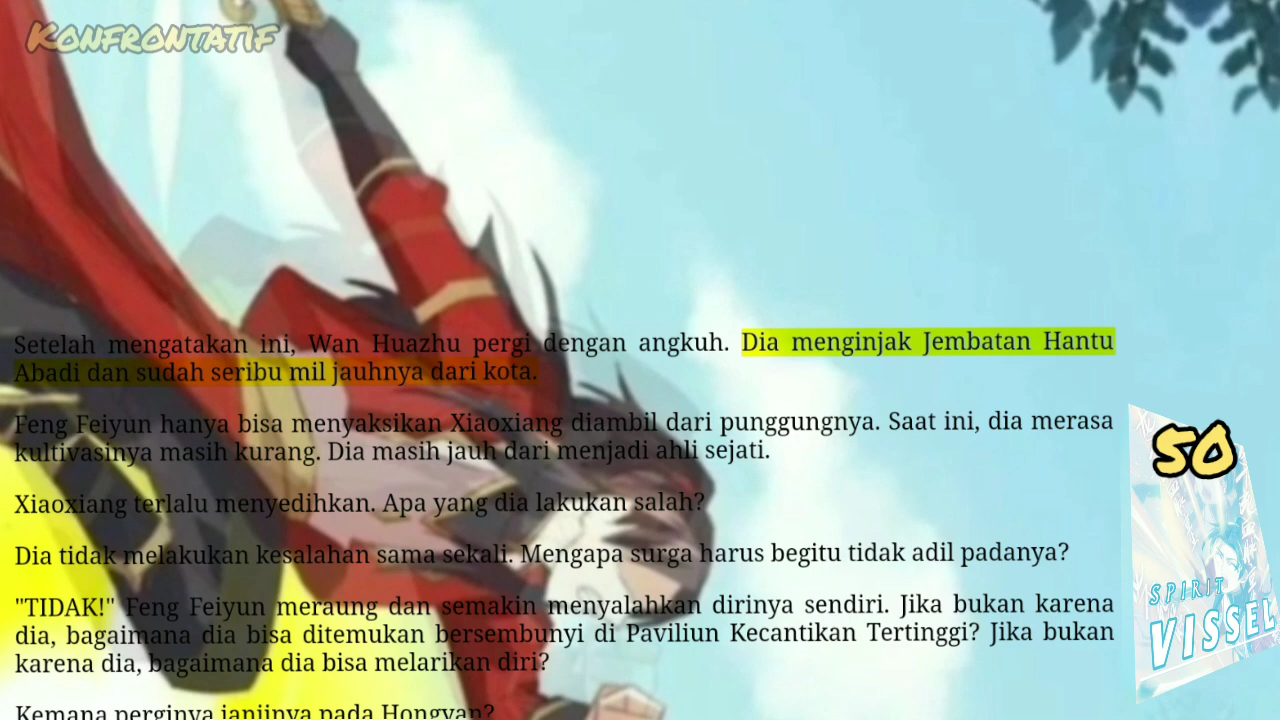 KONFRONTATIF
Setelah mengatakan ini, Wan Huazhu pergi dengan angkuh. Dia menginjak Jembatan Hantu
Abadi dan sudah seribu mil jauhnya dari kota.
Feng Feiyun hanya bisa menyaksikan Xiaoxiang diambil dari punggungnya. Saat ini, dia merasa
kultivasinya masih kurang. Dia masih jauh dari menjadi ahli sejati.
Xiaoxiang terlalu menyedihkan. Apa yang dia lakukan salah?
Dia tidak melakukan kesalahan sama sekali. Mengapa surga harus begitu tidak adil padanya?
"TIDAK!" Feng Feiyun meraung dan semakin menyalahkan dirinya sendiri. Jika bukan karena
dia, bagaimana dia bisa ditemukan bersembunyi di Paviliun Kecantikan Tertinggi? Jika bukan
karena dia, bagaimana dia bisa melarikan diri?
Kemana perginya janjinya pada Hongyan?
50
SPIRIT
VISSEL